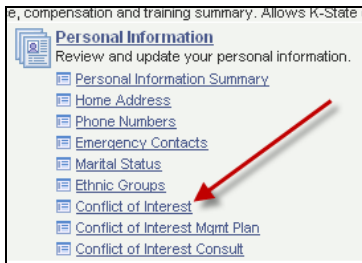 e, compensation and training summary. Allows K-State
Personal Information
Review and update your personal information.
Personal Information Summary
Home Address
Phone Numbers
Emergency Contacts
Marital Status
Ethnic Groups
Conflict of Interest
Conflict of Interest Mgmt Plan
Conflict of Interest Consult